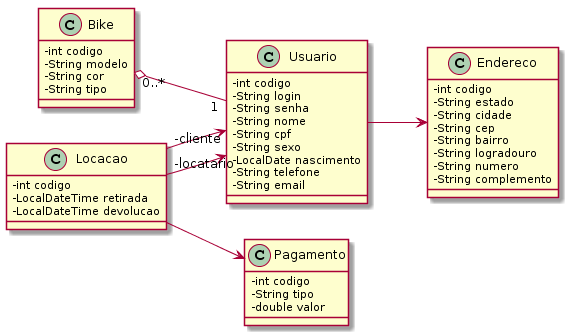 C Bike
-int codigo
-String modelo
-String cor
-String tipo
0..*
1
C Usuario
-int codigo
-String login
-String senha
-String nome
-String cpf
-String sexo
-LocalDate nascimento
-String telefone
-String email
C Endereco
-int codigo
-String estado
-String cidade
-String cep
-String bairro
-String logradouro
-String numero
-String complemento
C Locacao
-int codigo
-LocalDateTime retirada
-LocalDateTime devolucao
-cliente
-locatario
C Pagamento
-int codigo
-String tipo
-double valor